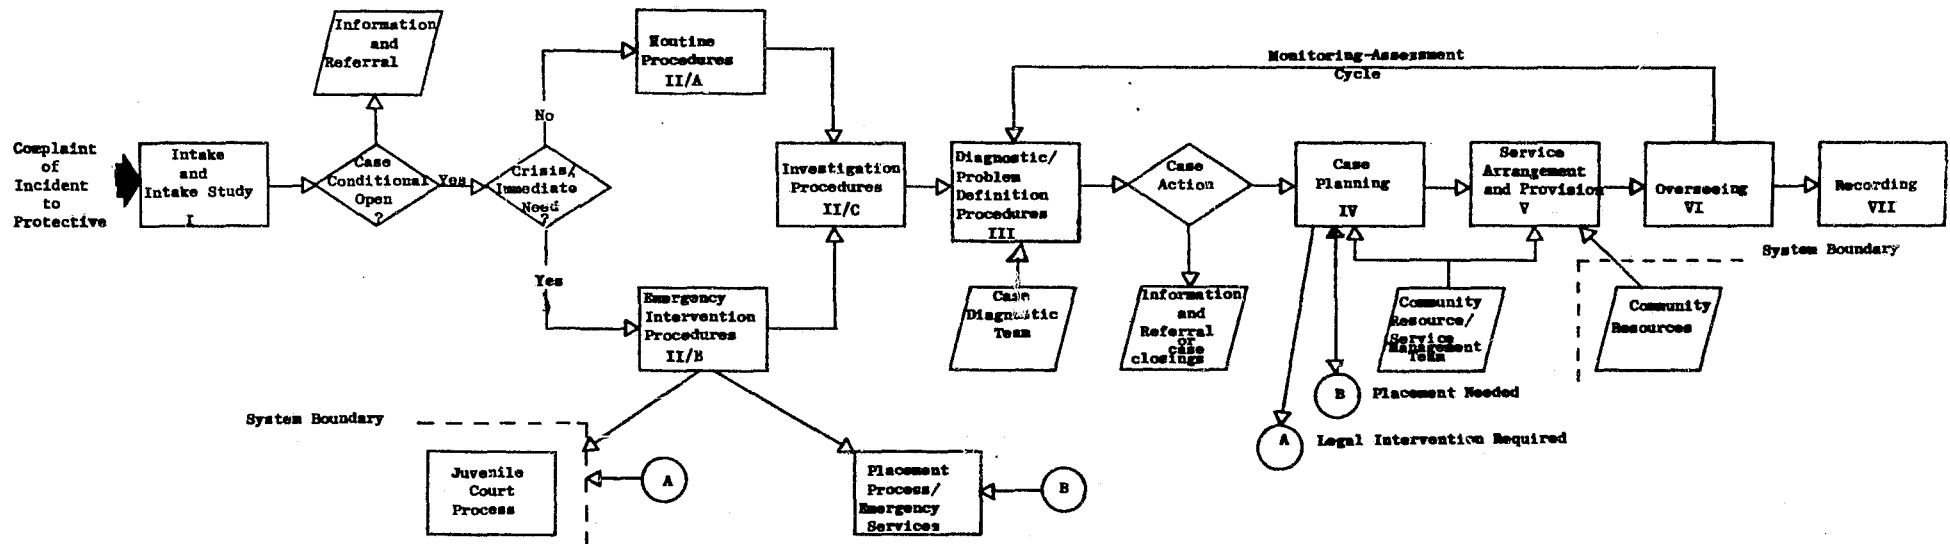 Information
and
Referral
Routine
Procedures
II/A
Monitoring-Assessment
Cycle
No
Complaint
of
Incident
to
Protective
Intake
and
Intake Study
I
Case
Conditional
Open
?
Yes
Crisis/
Immediate
Need
?
Investigation
Procedures
II/C
Diagnostic/
Problem
Definition
Procedures
III
Case
Action
Case
Planning
IV
Service
Arrangement
and Provision
V
Overseeing
VI
Recording
VII
System Boundary
Yes
Emergency
Intervention
Procedures
II/B
Case
Diagnostic
Team
Information
and
Referral
or
case
closings
Community
Resource/
Service
Management
Team
Community
Resources
B Placement Needed
A Legal Intervention Required
System Boundary
Juvenile
Court
Process
A
Placement
Process/
Emergency
Services
B